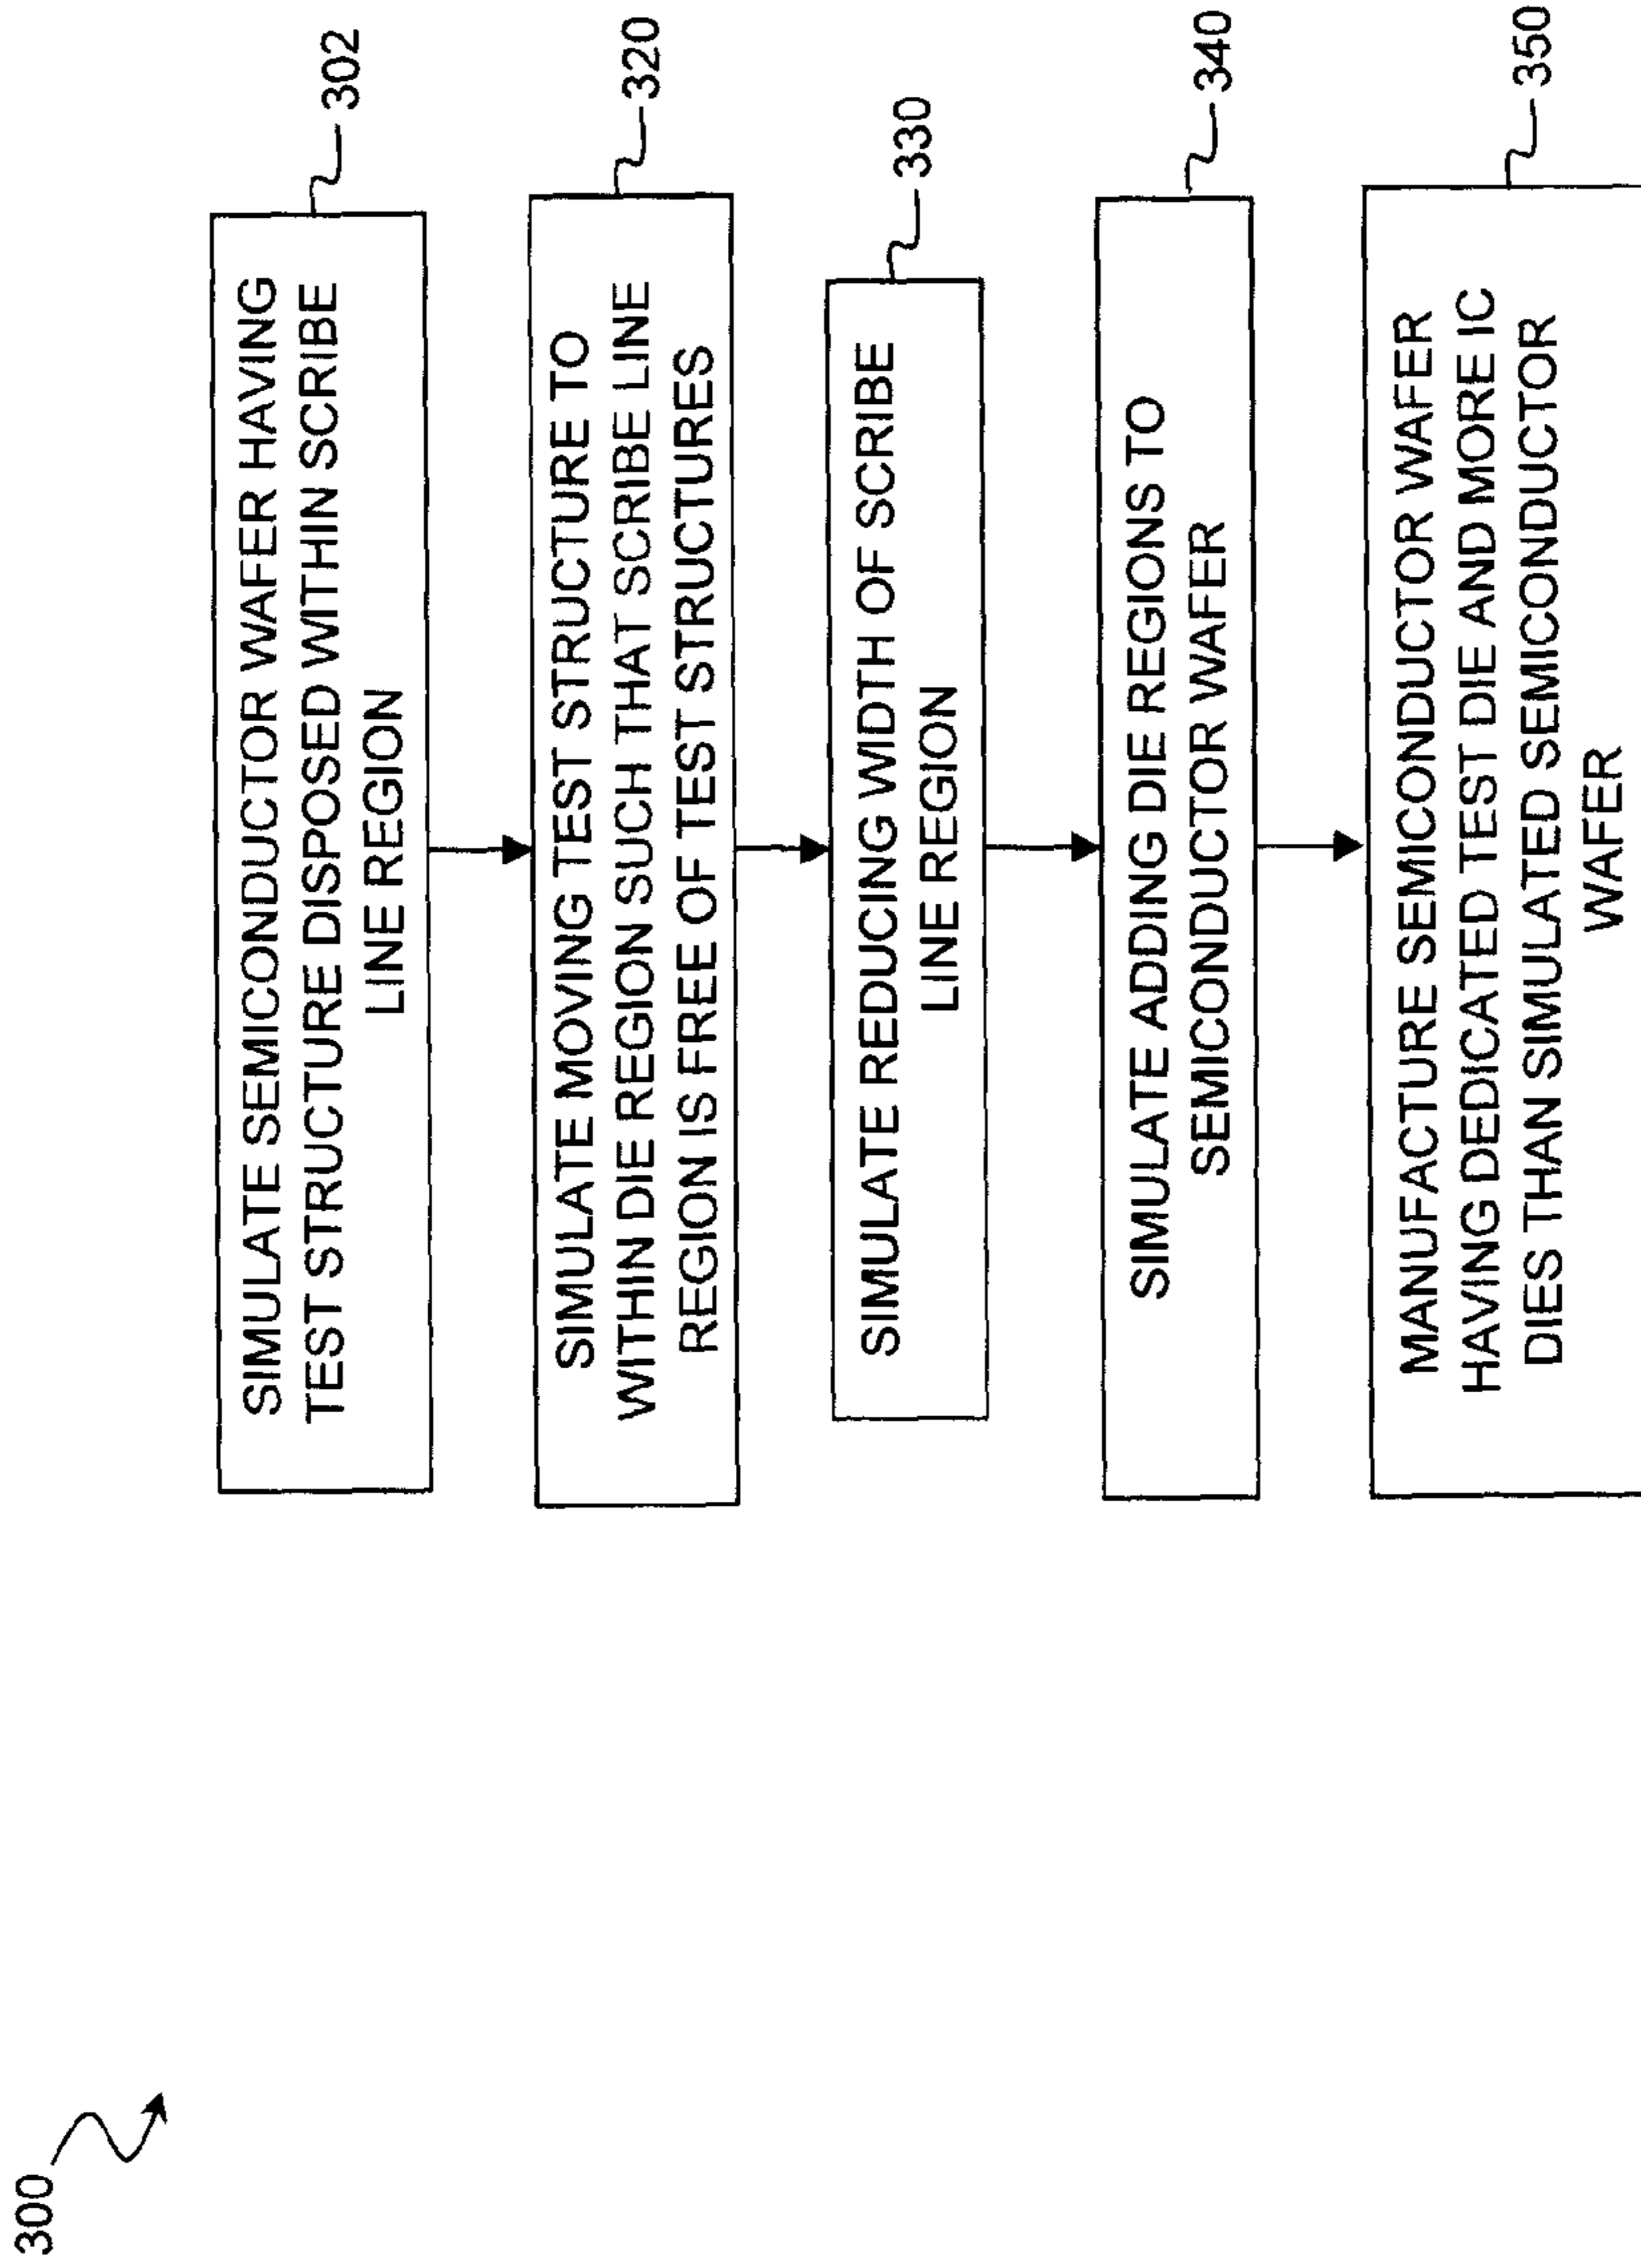 300
SIMULATE SEMICONDUCTOR WAFER HAVING
TEST STRUCTURE DISPOSED WITHIN SCRIBE
LINE REGION
302
SIMULATE MOVING TEST STRUCTURE TO
WITHIN DIE REGION SUCH THAT SCRIBE LINE
REGION IS FREE OF TEST STRUCTURES
320
SIMULATE REDUCING WIDTH OF SCRIBE
LINE REGION
330
SIMULATE ADDING DIE REGIONS TO
SEMICONDUCTOR WAFER
340
MANUFACTURE SEMICONDUCTOR WAFER
HAVING DEDICATED TEST DIE AND MORE IC
DIES THAN SIMULATED SEMICONDUCTOR
WAFER
350